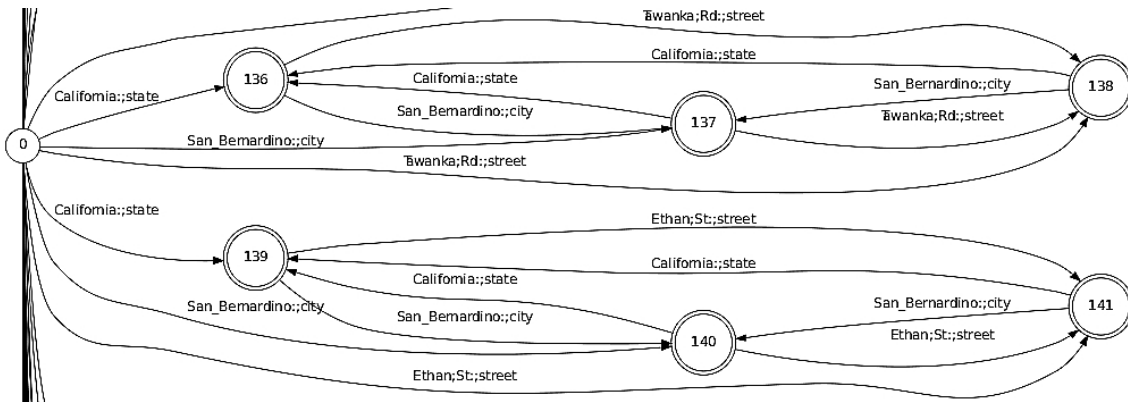 Tawanka;Rd:;street
California:;state
136
California:;state
San_Bernardino:;city
138
California:;state
San_Bernardino:;city
Tawanka;Rd:;street
137
0
San_Bernardino:;city
Tawanka;Rd:;street
California:;state
Ethan;St:;street
139
California:;state
California:;state
San_Bernardino:;city
San_Bernardino:;city
141
San_Bernardino:;city
Ethan;St:;street
140
Ethan;St:;street